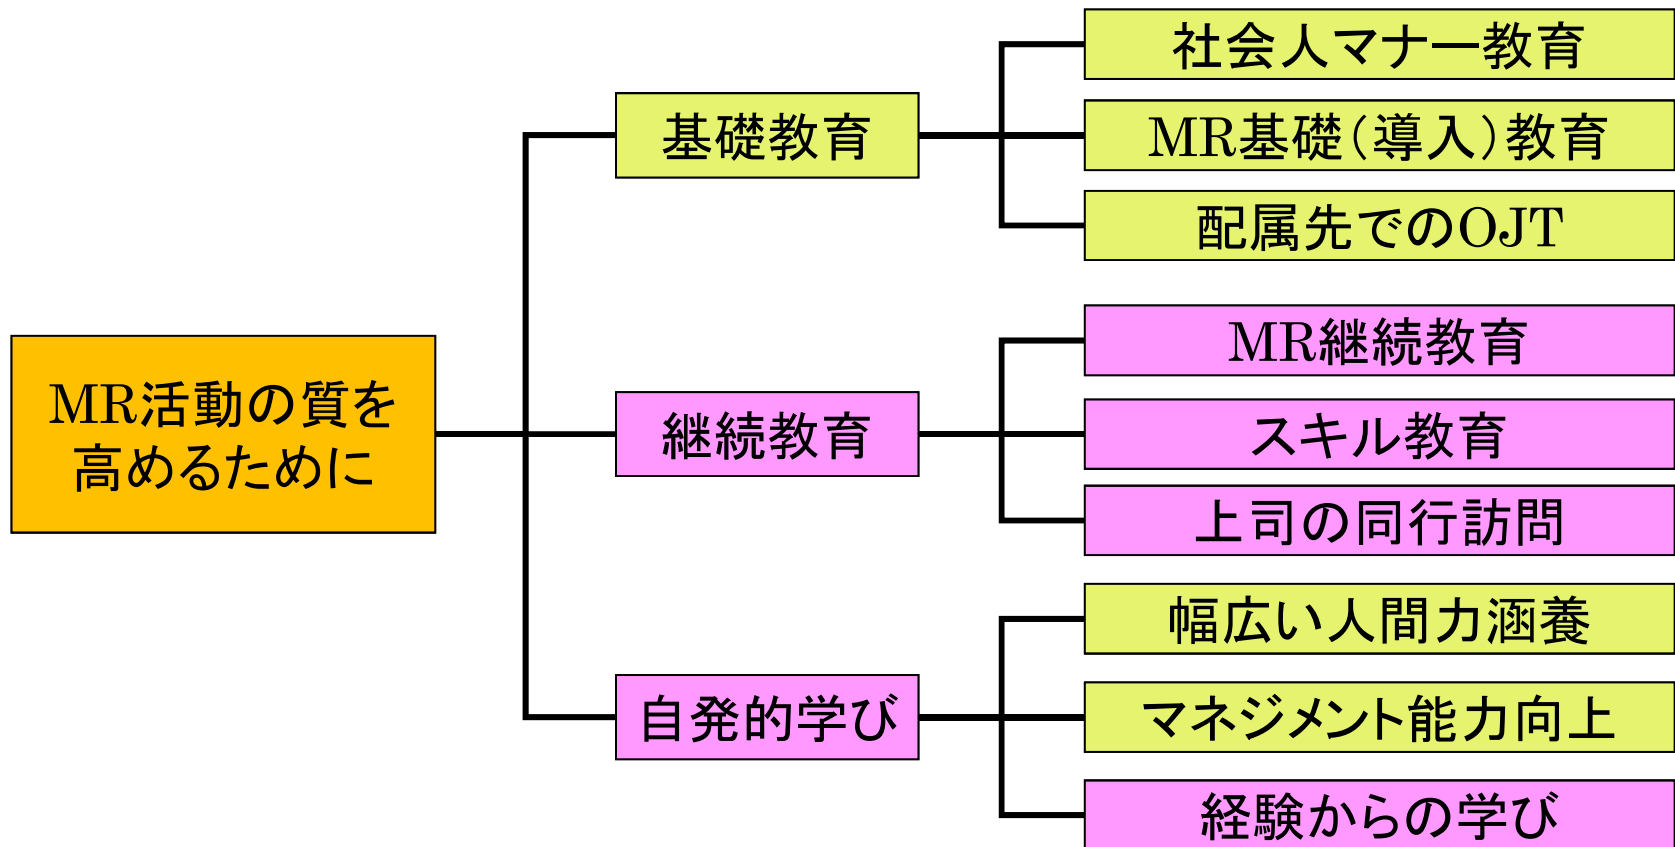 MR活動の質を
高めるために
基礎教育
社会人マナー教育
MR基礎（導入）教育
配属先でのOJT
継続教育
MR継続教育
スキル教育
上司の同行訪問
自発的学び
幅広い人間力涵養
マネジメント能力向上
経験からの学び